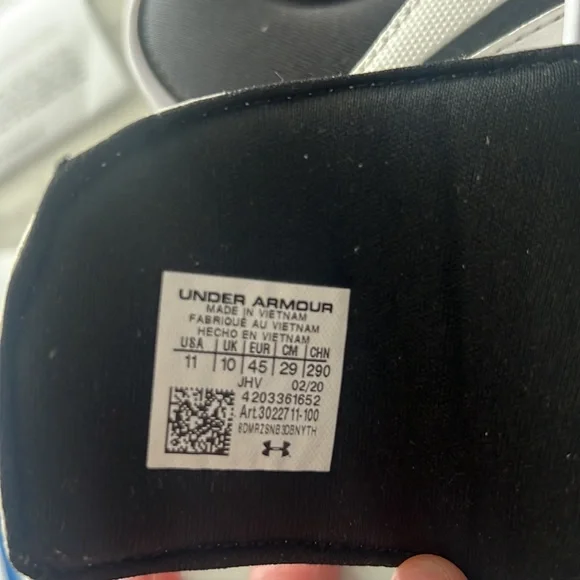 UNDER ARMOUR
MADE IN VIETNAM
FABRIQUÉ AU VIETNAM
HECHO EN VIETNAM
USA UK EUR CM CHN
11 10 45 29 290
JHV 02/20
4203361652
Art.3022711-100